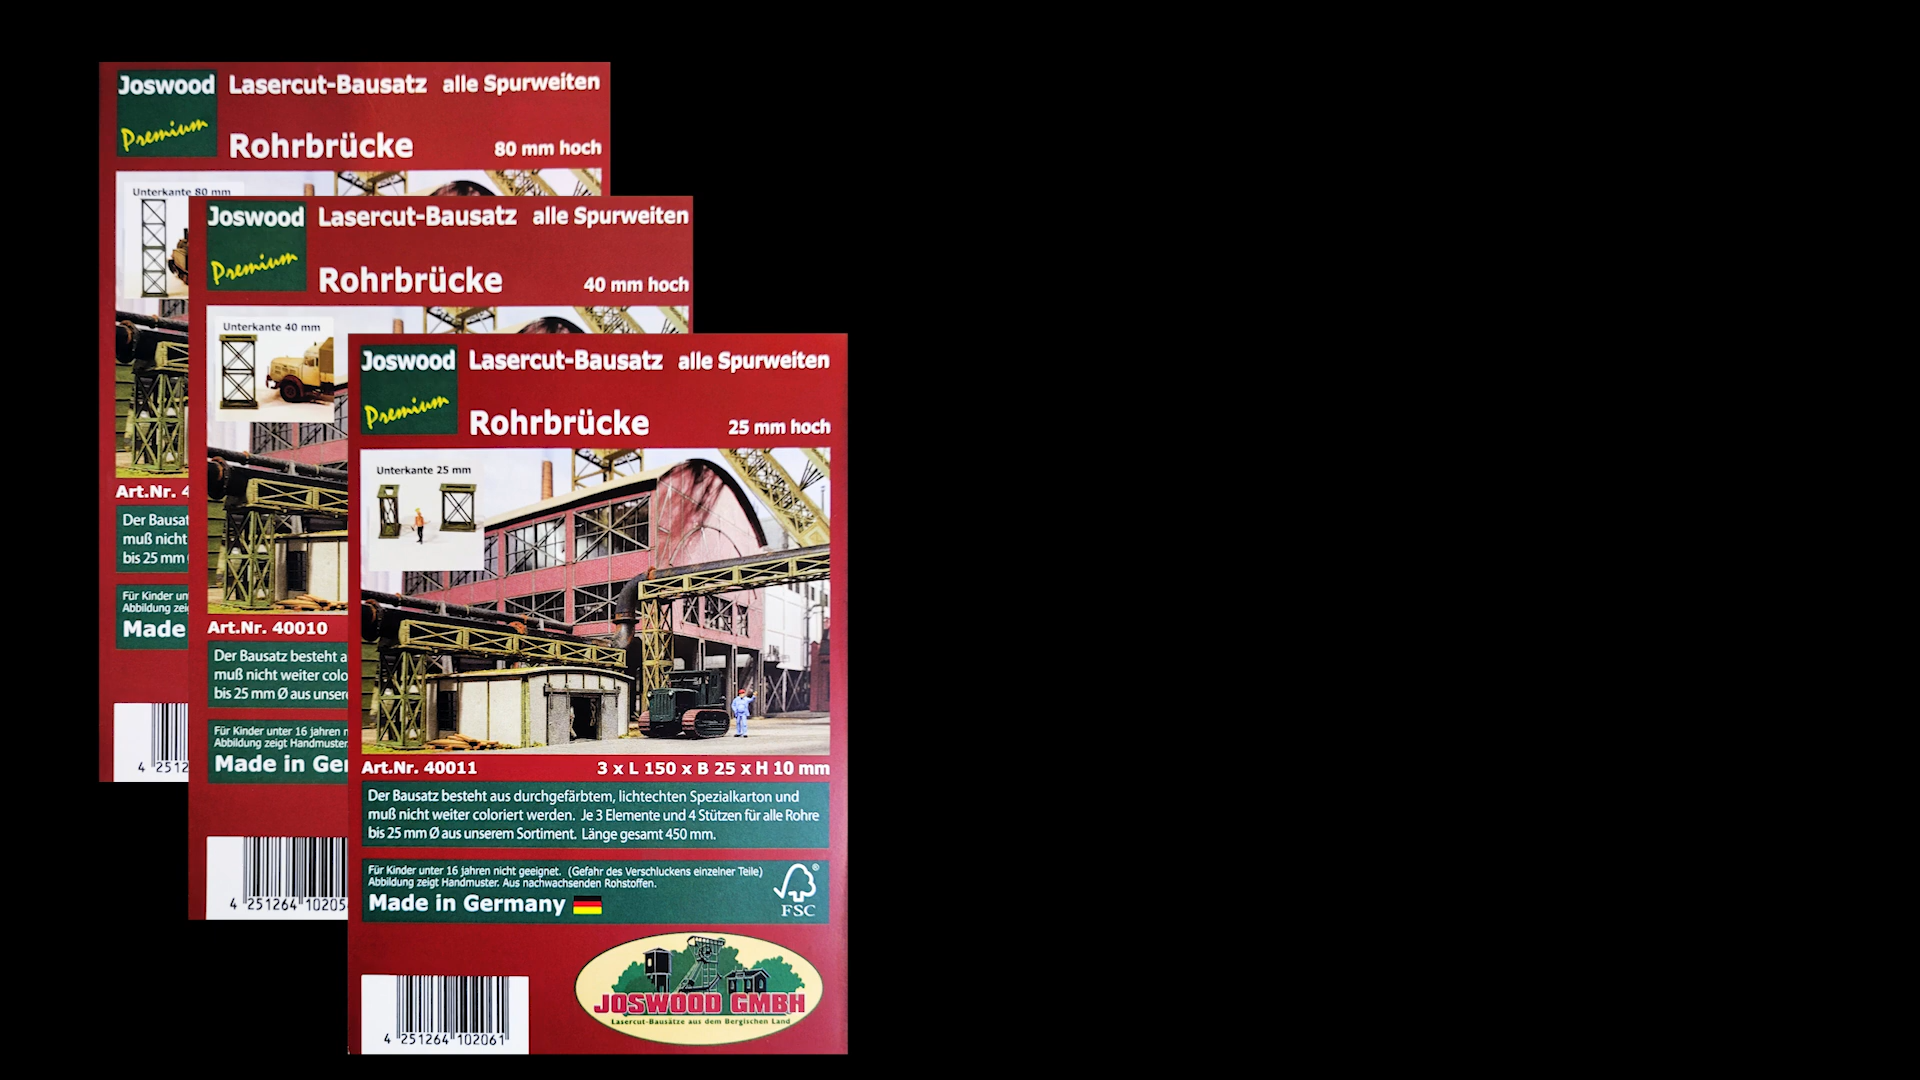 Joswood Lasercut-Bausatz alle Spurweiten
Premium
Rohrbrücke 80 mm hoch
Unterkante 80 mm
Art.Nr. 4
Der Bausat
muß nicht
bis 25 mm
Für Kinder un
Abbildung zei
Made
4 2512
Joswood Lasercut-Bausatz alle Spurweiten
Premium
Rohrbrücke 40 mm hoch
Unterkante 40 mm
Art.Nr. 40010
Der Bausatz besteht a
muß nicht weiter colo
bis 25 mm Ø aus unsere
Für Kinder unter 16 jahren n
Abbildung zeigt Handmuster.
Made in Ger
4 251264 10205
Joswood Lasercut-Bausatz alle Spurweiten
Premium
Rohrbrücke 25 mm hoch
Unterkante 25 mm
Art.Nr. 40011 3 x L 150 x B 25 x H 10 mm
Der Bausatz besteht aus durchgefärbtem, lichtechten Spezialkarton und
muß nicht weiter coloriert werden. Je 3 Elemente und 4 Stützen für alle Rohre
bis 25 mm Ø aus unserem Sortiment. Länge gesamt 450 mm.
Für Kinder unter 16 jahren nicht geeignet. (Gefahr des Verschluckens einzelner Teile)
Abbildung zeigt Handmuster. Aus nachwachsenden Rohstoffen.
Made in Germany
FSC
JOSWOOD GMBH
Lasercut-Bausätze aus dem Bergischen Land
4 251264 102061